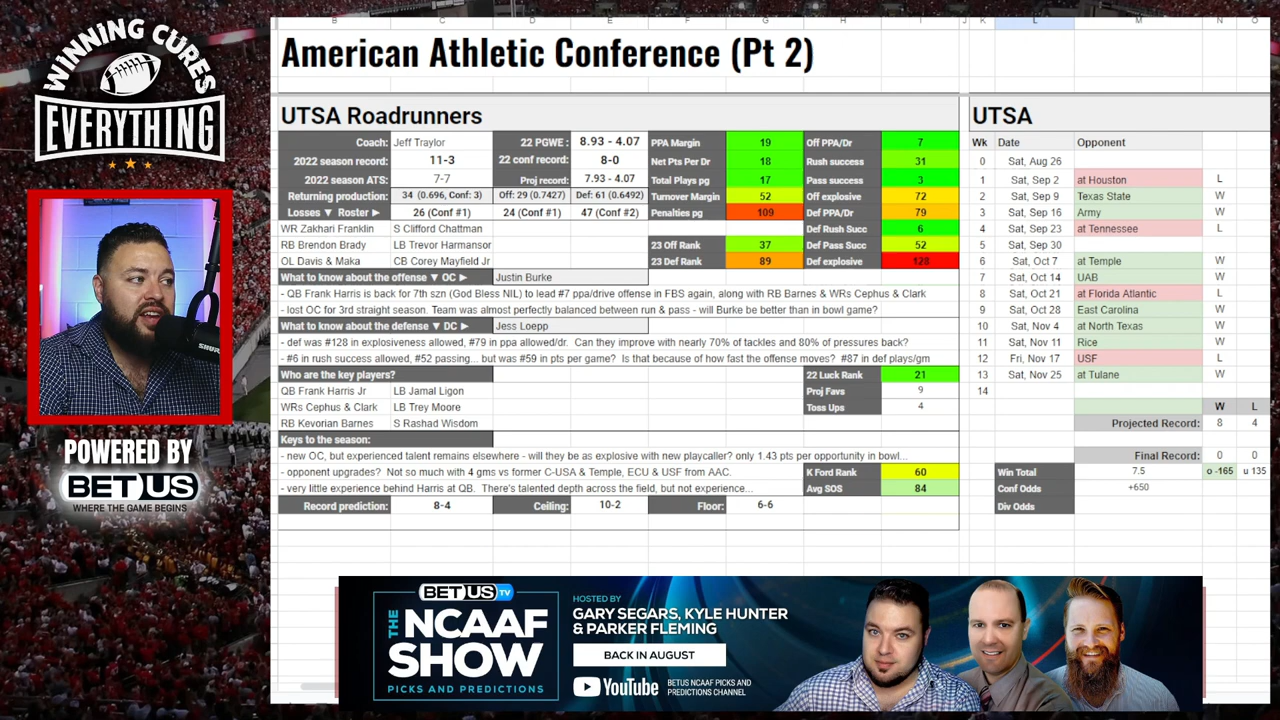 WINNING CURES
EVERYTHING
POWERED BY
BETUS
WHERE THE GAME BEGINS
SHURE
B C D E F G H I J K L M N O
American Athletic Conference (Pt 2)
UTSA Roadrunners
Coach: Jeff Traylor 22 PGWE : 8.93 - 4.07 PPA Margin 19 Off PPA/Dr 7
2022 season record: 11-3 22 conf record: 8-0 Net Pts Per Dr 18 Rush success 31
2022 season ATS: 7-7 Proj record: 7.93 - 4.07 Total Plays pg 17 Pass success 3
Returning production: 34 (0.696, Conf: 3) Off: 29 (0.7427) Def: 61 (0.6492) Turnover Margin 52 Off explosive 72
Losses ▼ Roster ► 26 (Conf #1) 24 (Conf #1) 47 (Conf #2) Penalties pg 109 Def PPA/Dr 79
WR Zakhari Franklin S Clifford Chattman Def Rush Succ 6
RB Brendon Brady LB Trevor Harmanson 23 Off Rank 37 Def Pass Succ 52
OL Davis & Maka CB Corey Mayfield Jr 23 Def Rank 89 Def explosive 128
What to know about the offense ▼ OC ► Justin Burke
- QB Frank Harris is back for 7th szn (God Bless NIL) to lead #7 ppa/drive offense in FBS again, along with RB Barnes & WRs Cephus & Clark
- lost OC for 3rd straight season. Team was almost perfectly balanced between run & pass - will Burke be better than in bowl game?
What to know about the defense ▼ DC ► Jess Loepp
- def was #128 in explosiveness allowed, #79 in ppa allowed/dr. Can they improve with nearly 70% of tackles and 80% of pressures back?
- #6 in rush success allowed, #52 passing... but was #59 in pts per game? Is that because of how fast the offense moves? #87 in def plays/gm
Who are the key players? 22 Luck Rank 21
QB Frank Harris Jr LB Jamal Ligon Proj Favs 9
WRs Cephus & Clark LB Trey Moore Toss Ups 4
RB Kevorian Barnes S Rashad Wisdom
Keys to the season:
- new OC, but experienced talent remains elsewhere - will they be as explosive with new playcaller? only 1.43 pts per opportunity in bowl...
- opponent upgrades? Not so much with 4 gms vs former C-USA & Temple, ECU & USF from AAC. K Ford Rank 60
- very little experience behind Harris at QB. There's talented depth across the field, but not experience... Avg SOS 84
Record prediction: 8-4 Ceiling: 10-2 Floor: 6-6
UTSA
Wk Date Opponent
0 Sat, Aug 26
1 Sat, Sep 2 at Houston L
2 Sat, Sep 9 Texas State W
3 Sat, Sep 16 Army W
4 Sat, Sep 23 at Tennessee L
5 Sat, Sep 30
6 Sat, Oct 7 at Temple W
7 Sat, Oct 14 UAB W
8 Sat, Oct 21 at Florida Atlantic L
9 Sat, Oct 28 East Carolina W
10 Sat, Nov 4 at North Texas W
11 Sat, Nov 11 Rice W
12 Fri, Nov 17 USF L
13 Sat, Nov 25 at Tulane W
14
W L
Projected Record: 8 4
Final Record: 0 0
Win Total 7.5 o -165 u 135
Conf Odds +650
Div Odds
BETUS TV
THE NCAAF SHOW
PICKS AND PREDICTIONS
HOSTED BY
GARY SEGARS, KYLE HUNTER
& PARKER FLEMING
BACK IN AUGUST
YouTube BETUS NCAAF PICKS AND
PREDICTIONS CHANNEL